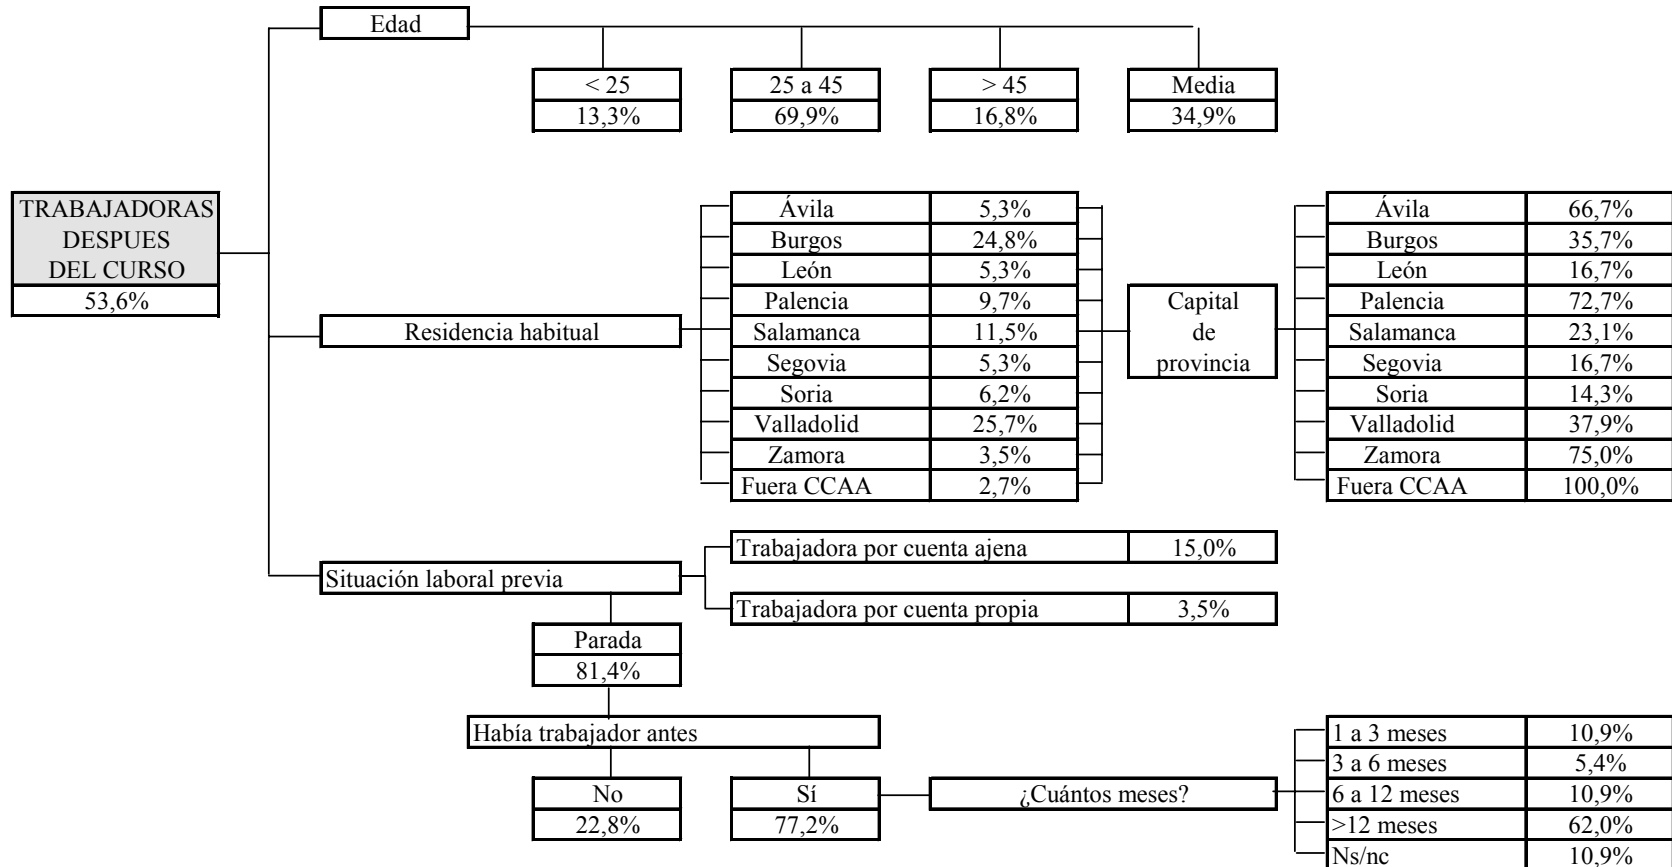 Edad
< 25
25 a 45
> 45
Media
13,3%
69,9%
16,8%
34,9%
TRABAJADORAS
DESPUES
DEL CURSO
53,6%
Residencia habitual
Ávila 5,3%
Burgos 24,8%
León 5,3%
Palencia 9,7%
Salamanca 11,5%
Segovia 5,3%
Soria 6,2%
Valladolid 25,7%
Zamora 3,5%
Fuera CCAA 2,7%
Capital
de
provincia
Ávila 66,7%
Burgos 35,7%
León 16,7%
Palencia 72,7%
Salamanca 23,1%
Segovia 16,7%
Soria 14,3%
Valladolid 37,9%
Zamora 75,0%
Fuera CCAA 100,0%
Situación laboral previa
Trabajadora por cuenta ajena 15,0%
Trabajadora por cuenta propia 3,5%
Parada
81,4%
Había trabajador antes
No
22,8%
Sí
77,2%
¿Cuántos meses?
1 a 3 meses 10,9%
3 a 6 meses 5,4%
6 a 12 meses 10,9%
>12 meses 62,0%
Ns/nc 10,9%